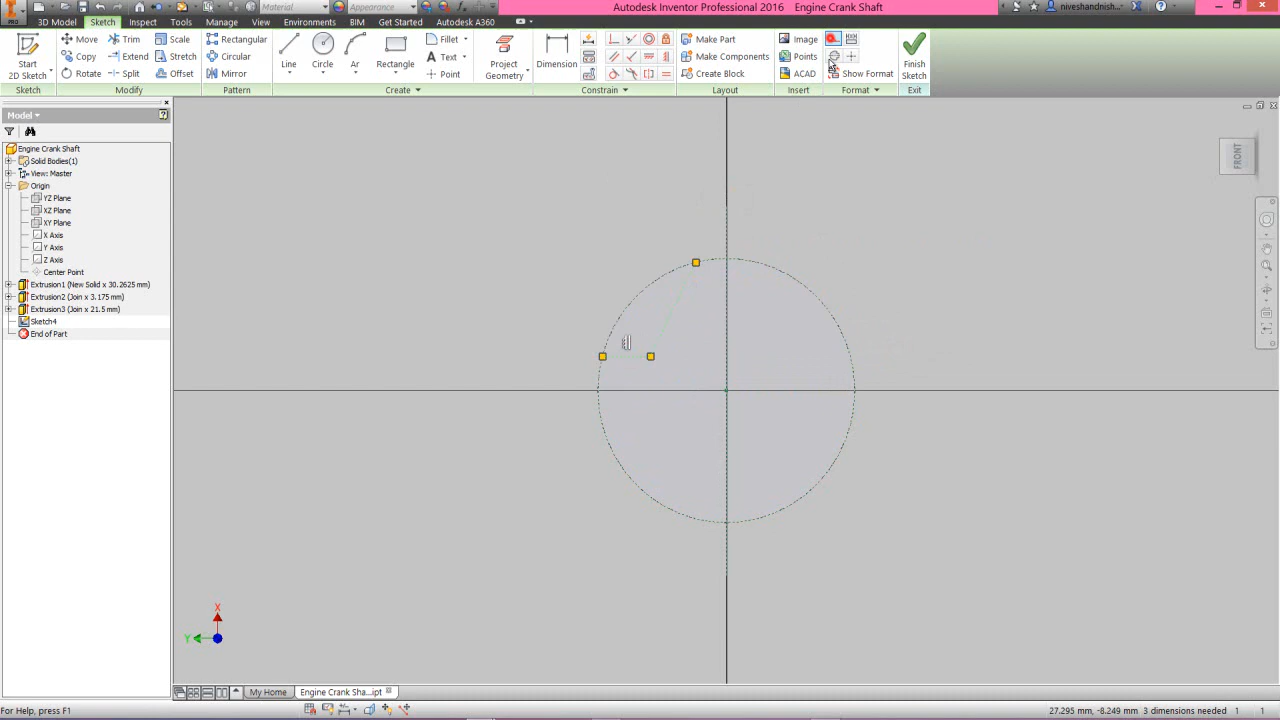 PRO
Material
Appearance
Autodesk Inventor Professional 2016   Engine Crank Shaft
niveshandnish...
3D Model
Sketch
Inspect
Tools
Manage
View
Environments
BIM
Get Started
Autodesk A360
Start
2D Sketch
Move
Copy
Rotate
Trim
Extend
Split
Scale
Stretch
Offset
Rectangular
Circular
Mirror
Line
Circle
Ar
Rectangle
Fillet
Text
Point
Project
Geometry
Dimension
Make Part
Make Components
Create Block
Image
Points
ACAD
Show Format
Finish
Sketch
Sketch
Modify
Pattern
Create
Constrain
Layout
Insert
Format
Exit
Model
Engine Crank Shaft
Solid Bodies(1)
View: Master
Origin
YZ Plane
XZ Plane
XY Plane
X Axis
Y Axis
Z Axis
Center Point
Extrusion1 (New Solid x 30.2625 mm)
Extrusion2 (Join x 3.175 mm)
Extrusion3 (Join x 21.5 mm)
Sketch4
End of Part
FRONT
X
Y
My Home
Engine Crank Sha...ipt
For Help, press F1
27.295 mm, -8.249 mm  3 dimensions needed  1  1